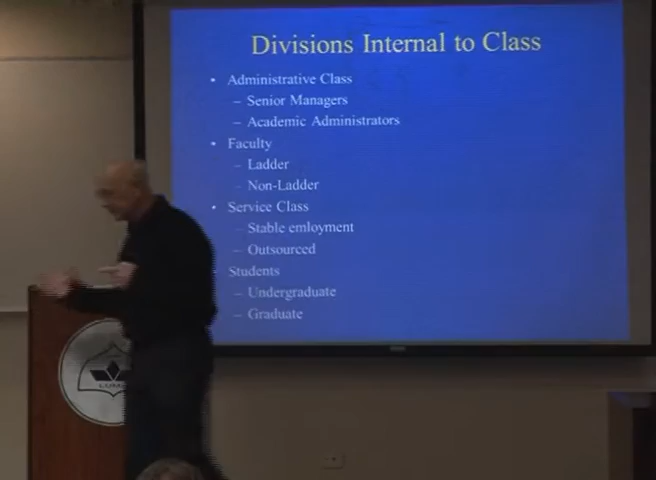 Divisions Internal to Class
• Administrative Class
– Senior Managers
– Academic Administrators
• Faculty
– Ladder
– Non-Ladder
• Service Class
– Stable emloyment
– Outsourced
Students
– Undergraduate
– Graduate
LUMS